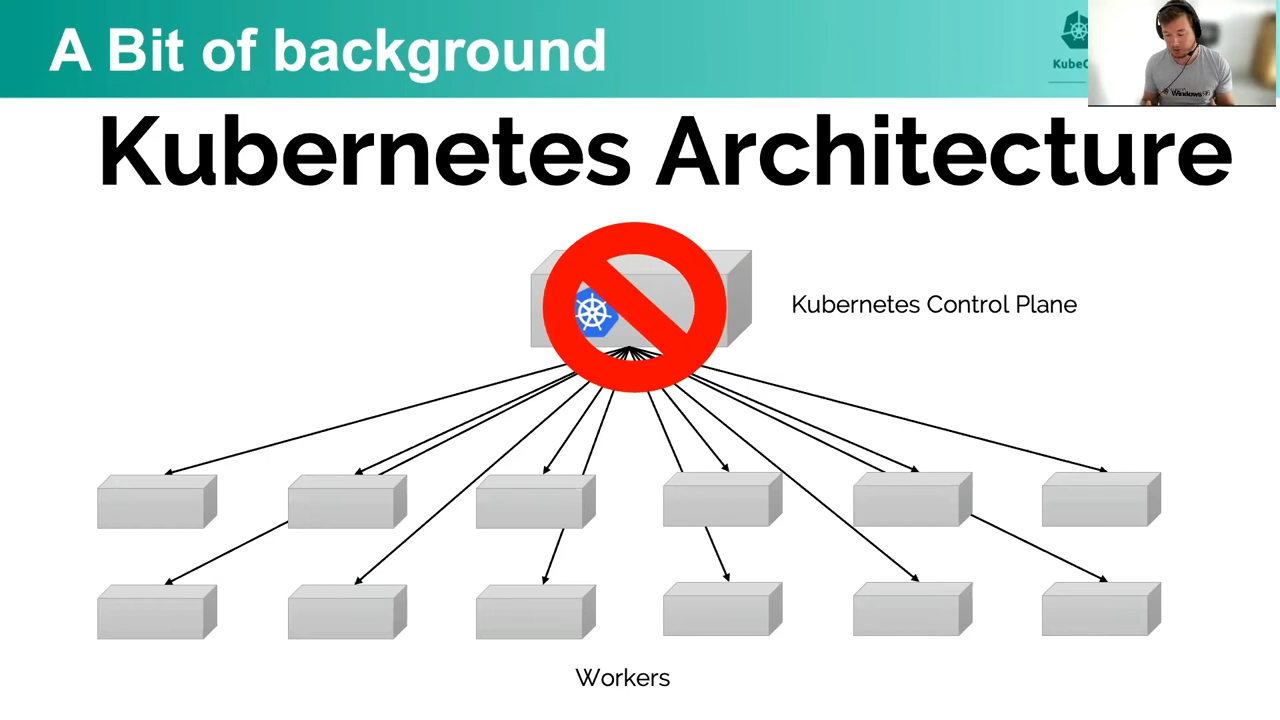 A Bit of background
Kubernetes Architecture
Kubernetes Control Plane
Workers